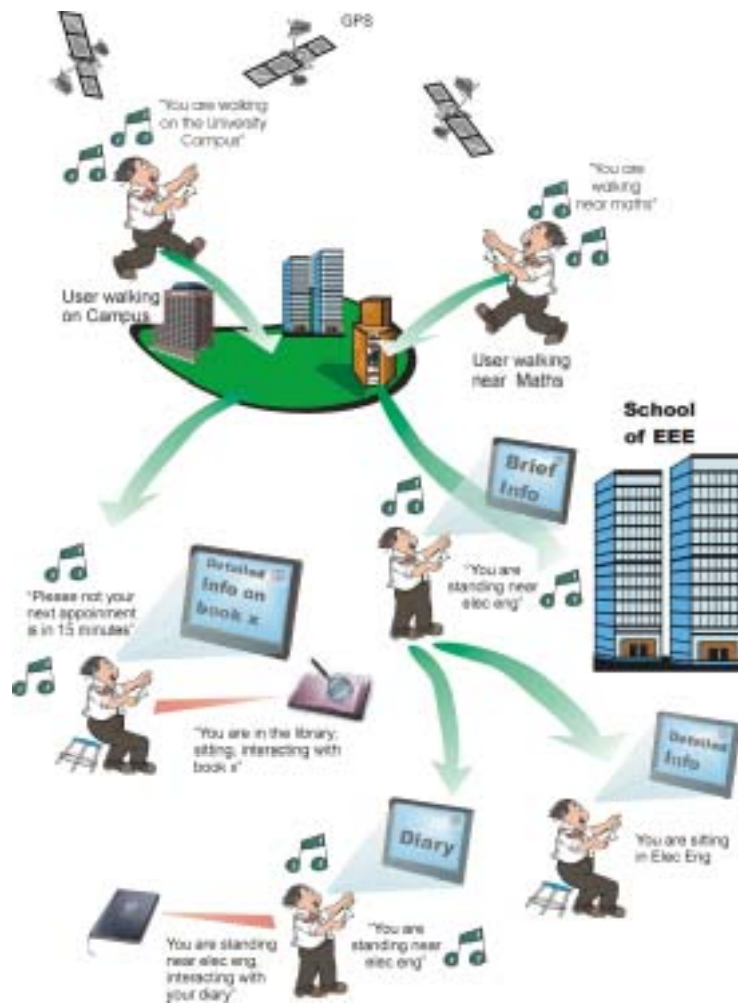 GPS
"You are walking
on the University
Campus"
"You
are
walking
near maths"
User walking
on Campus
User walking
near Maths
School
of EEE
Brief
Info
"You are
standing near
elec eng"
Detailed
Info on
book x
"Please not your
next appointment
is in 15 minutes"
"You are in the library,
sitting, interacting with
book x"
Detailed
Info
You are sitting
in Elec Eng
Diary
You are standing
near elec eng,
interacting with
your diary"
"You are
standing near
elec eng"